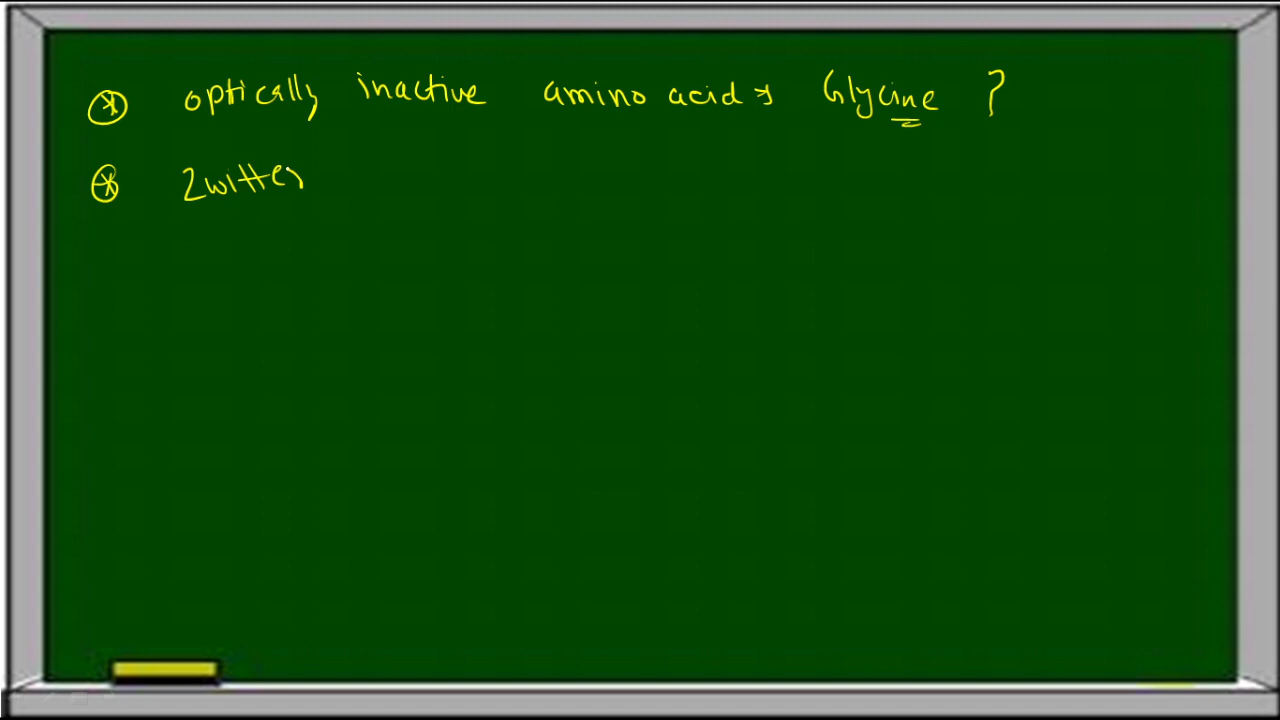 ⊛ optically inactive amino acid → Glycine ?
⊛ Zwitter